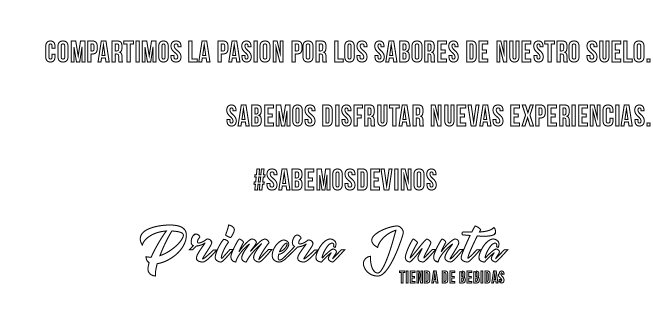 COMPARTIMOS LA PASION POR LOS SABORES DE NUESTRO SUELO.
SABEMOS DISFRUTAR NUEVAS EXPERIENCIAS.
#SABEMOSDEVINOS
Primera Junta
TIENDA DE BEBIDAS